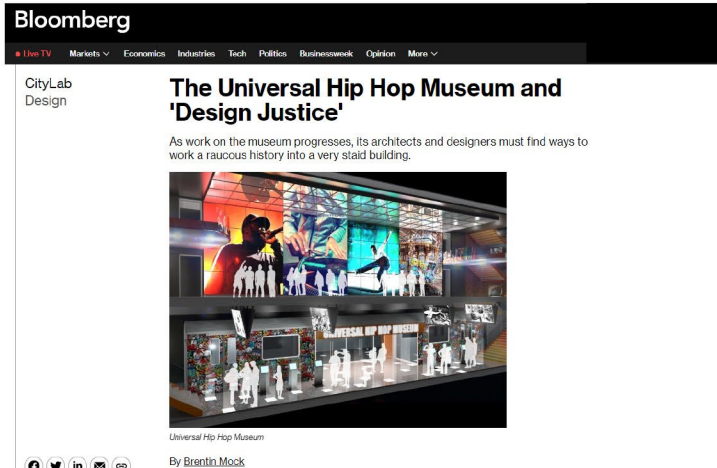 Bloomberg
Live TV Markets Economics Industries Tech Politics Businessweek Opinion More
CityLab
Design
The Universal Hip Hop Museum and
'Design Justice'
As work on the museum progresses, its architects and designers must find ways to
work a raucous history into a very staid building.
UNIVERSAL HIP HOP MUSEUM
Universal Hip Hop Museum
By Brentin Mock